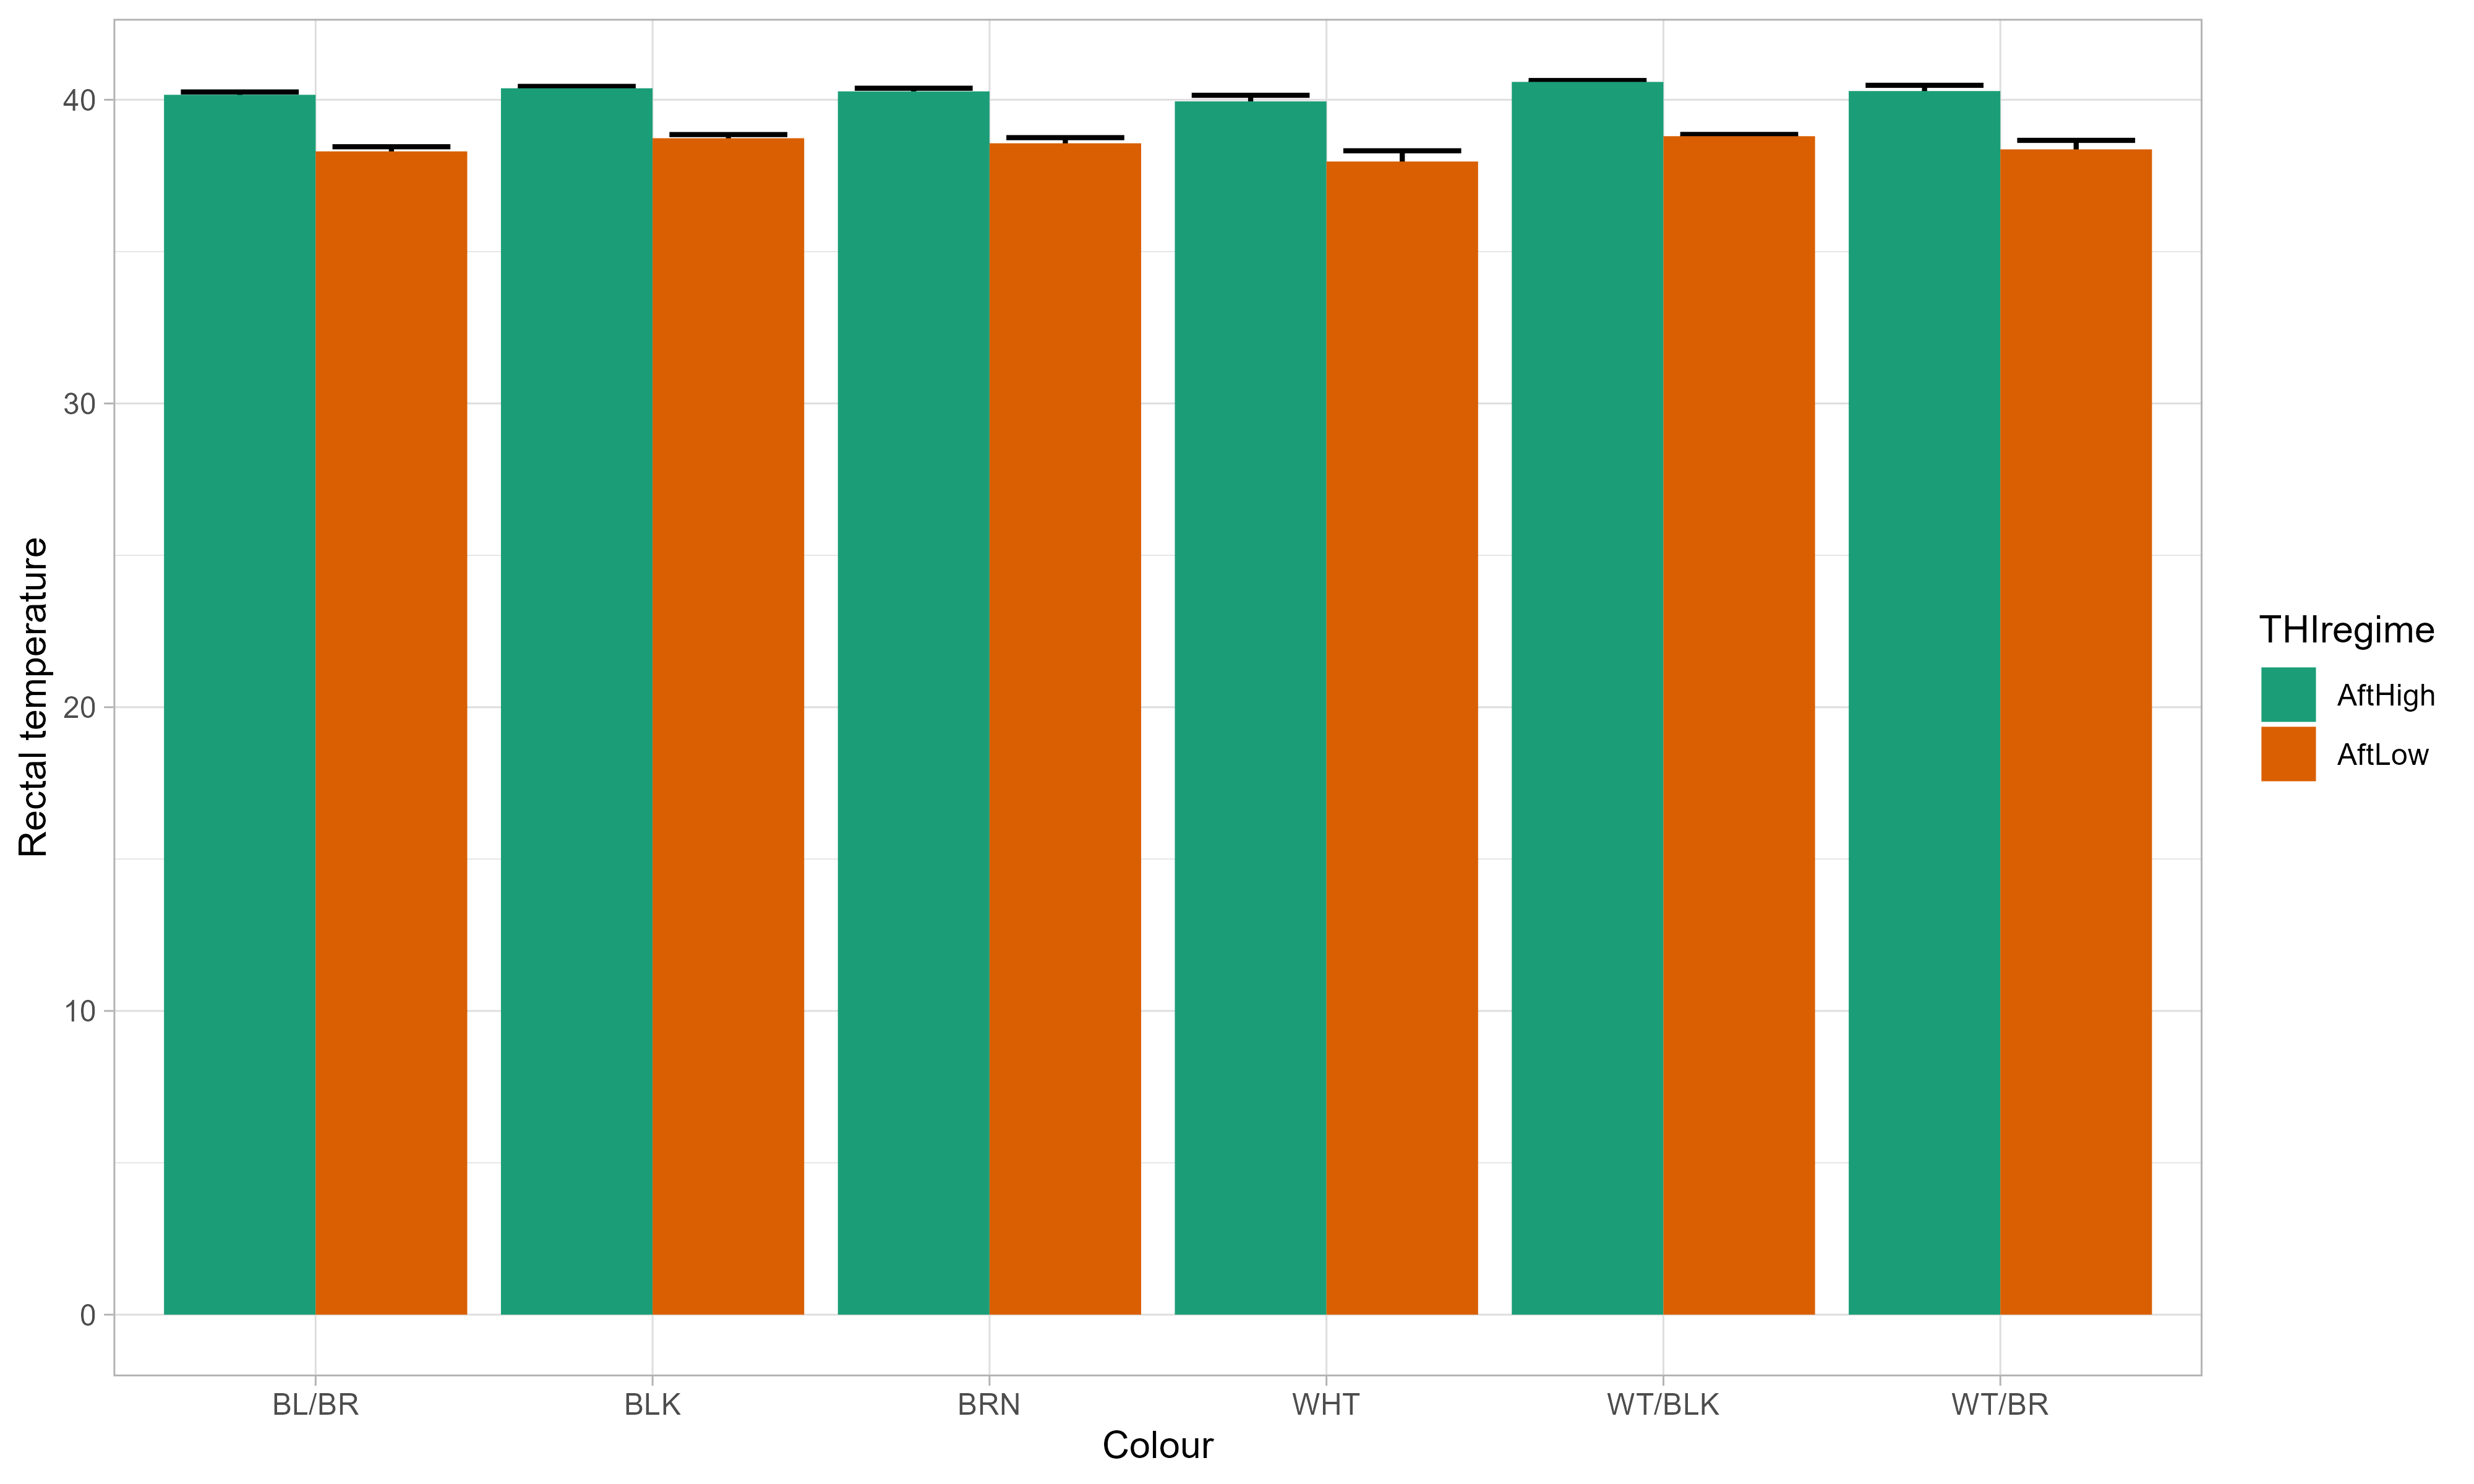 Rectal temperature
40
30
20
10
0
BL/BR BLK BRN WHT WT/BLK WT/BR
Colour
THIregime
AftHigh
AftLow